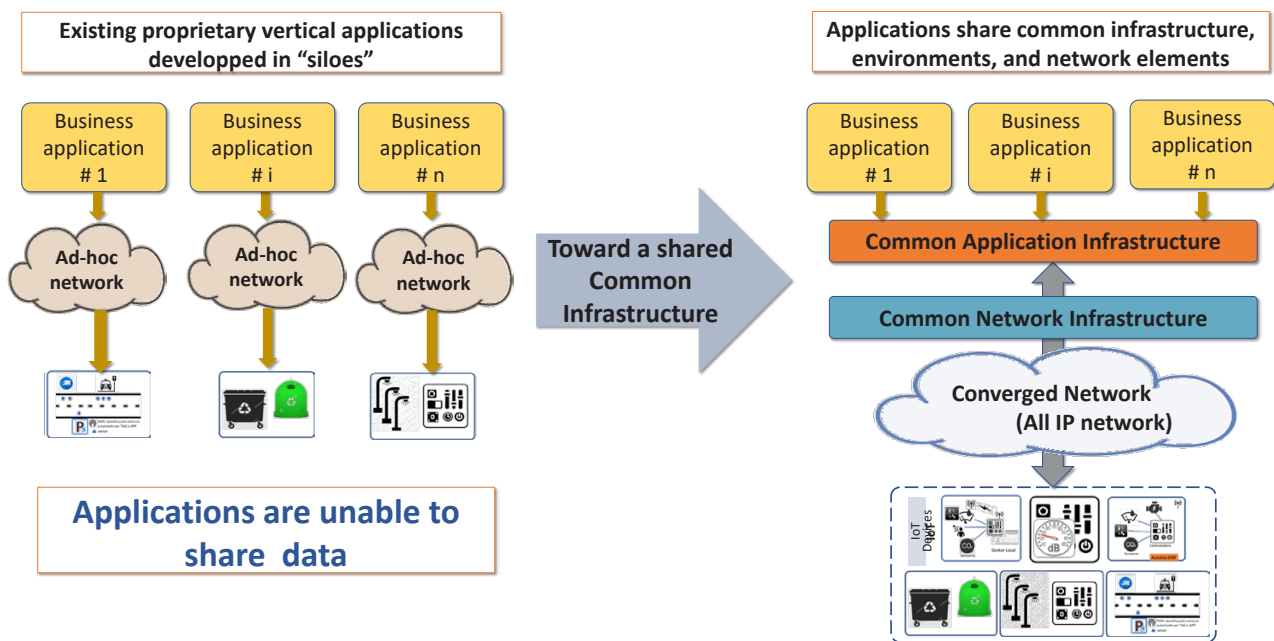 Existing proprietary vertical applications
developped in “siloes”
Business
application
# 1
Business
application
# i
Business
application
# n
Ad-hoc
network
Ad-hoc
network
Ad-hoc
network
Applications are unable to
share data
Toward a shared
Common
Infrastructure
Applications share common infrastructure,
environments, and network elements
Business
application
# 1
Business
application
# i
Business
application
# n
Common Application Infrastructure
Common Network Infrastructure
Converged Network
(All IP network)
IoT
Devices
IoT
CO₂
Gestor Local
dB
CO₂